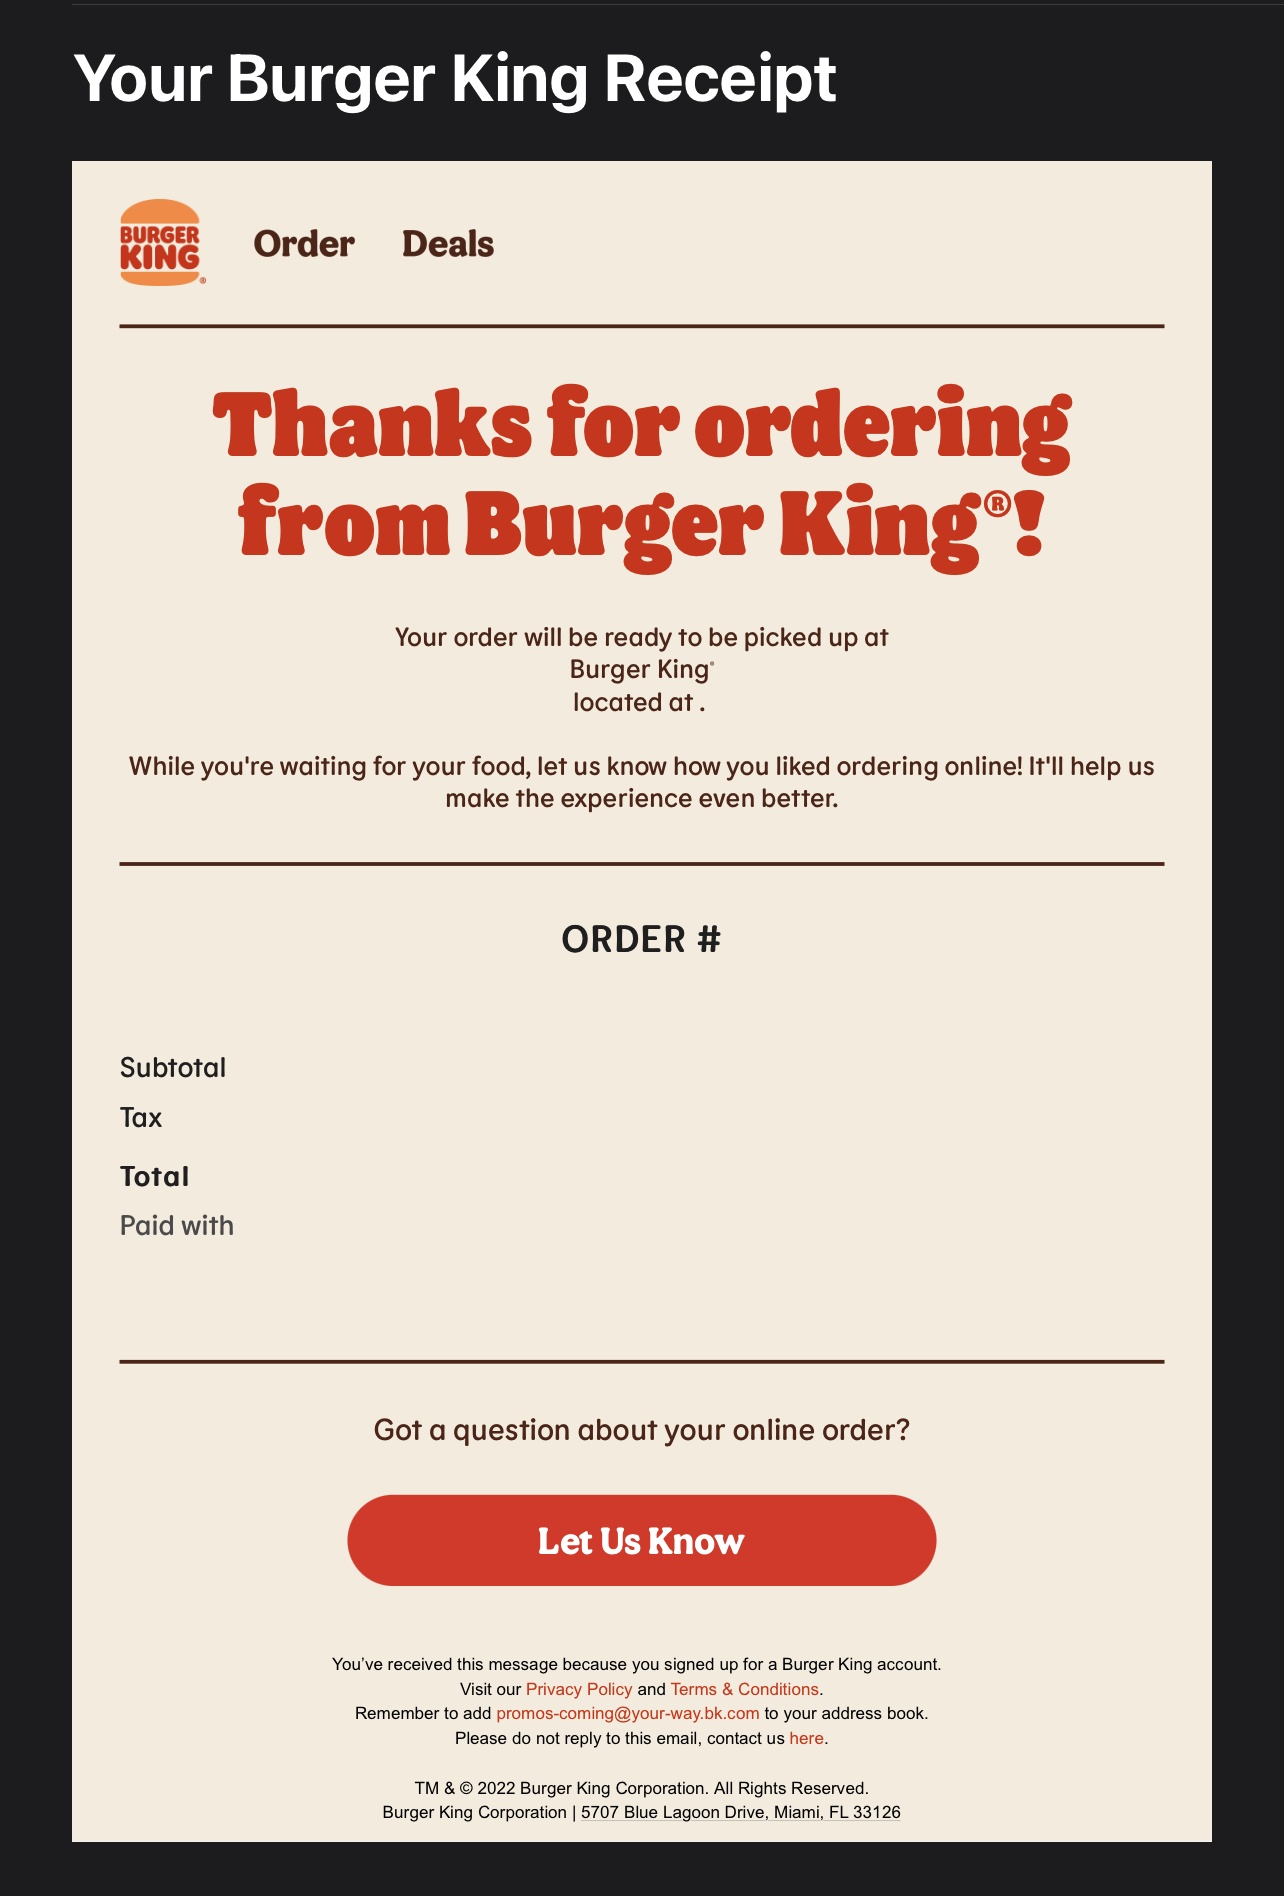 Your Burger King Receipt
BURGER
KING®
Order Deals
Thanks for ordering
from Burger King®!
Your order will be ready to be picked up at
Burger King®
located at .
While you're waiting for your food, let us know how you liked ordering online! It'll help us
make the experience even better.
ORDER #
Subtotal
Tax
Total
Paid with
Got a question about your online order?
Let Us Know
You’ve received this message because you signed up for a Burger King account.
Visit our Privacy Policy and Terms & Conditions.
Remember to add promos-coming@your-way.bk.com to your address book.
Please do not reply to this email, contact us here.
TM & © 2022 Burger King Corporation. All Rights Reserved.
Burger King Corporation | 5707 Blue Lagoon Drive, Miami, FL 33126